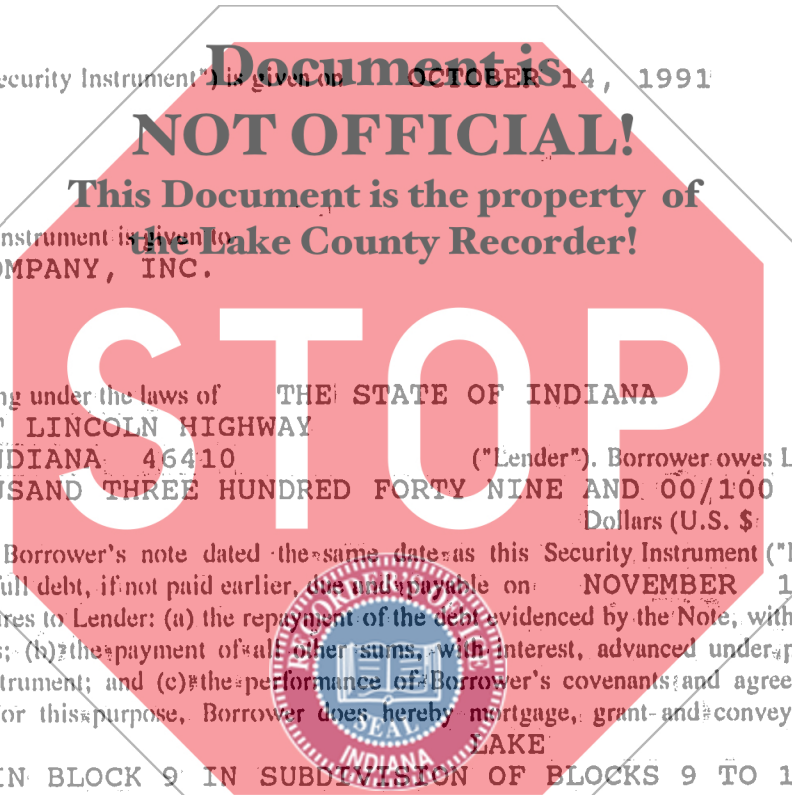 Document is
ecurity Instrument") is given on OCTOBER 14, 1991
NOT OFFICIAL!
This Document is the property of
nstrument is given to
the Lake County Recorder!
OMPANY, INC.
STOP
ng under the laws of THE STATE OF INDIANA
LINCOLN HIGHWAY
NDIANA 46410 ("Lender"). Borrower owes L
USAND THREE HUNDRED FORTY NINE AND 00/100
Dollars (U.S. $
Borrower's note dated the same date as this Security Instrument ("
full debt, if not paid earlier, due and payable on NOVEMBER 1
res to Lender: (a) the repayment of the debt evidenced by the Note, with
s; (b) the payment of all other sums, with interest, advanced under p
trument; and (c) the performance of Borrower's covenants and agree
or this purpose, Borrower does hereby mortgage, grant and convey
LAKE
IN BLOCK 9 IN SUBDIVISION OF BLOCKS 9 TO 1
SEAL
INDIANA